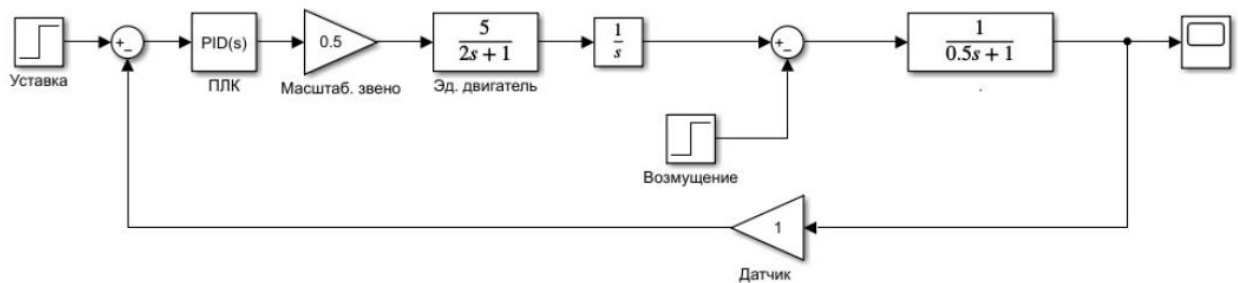 Уставка
+
−
PID(s)
ПЛК
0.5
Масштаб. звено
5
2s + 1
Эд. двигатель
1
s
+
−
Возмущение
1
0.5s + 1
.
1
Датчик